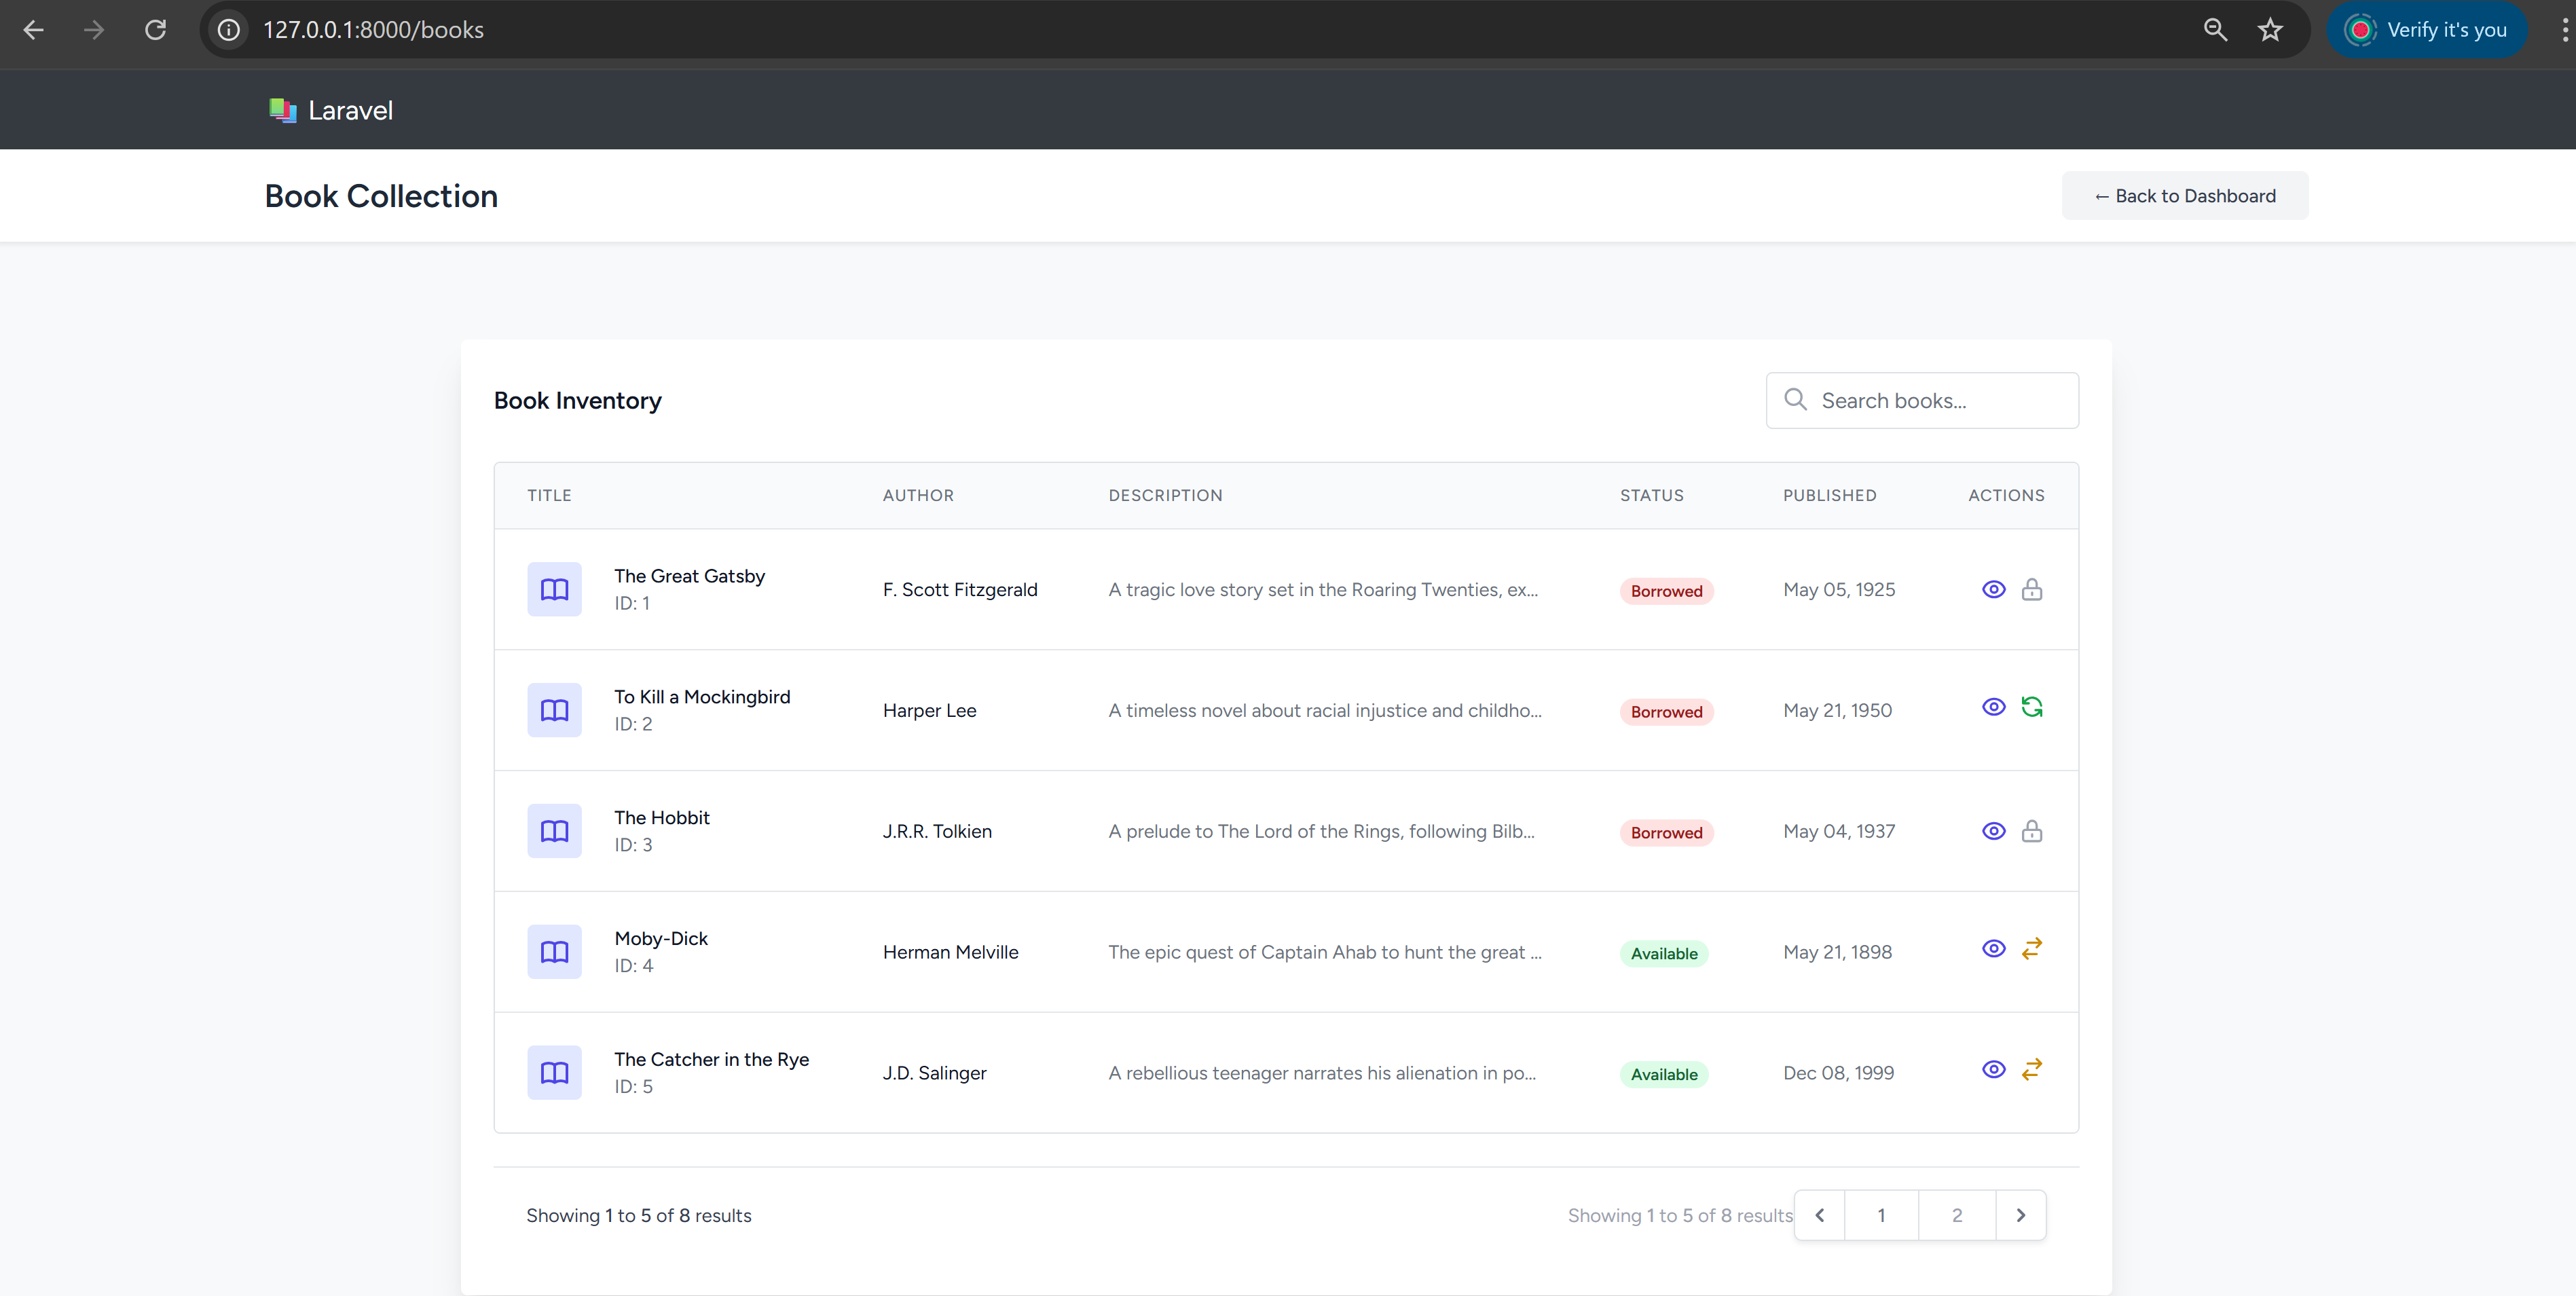 127.0.0.1:8000/books
Verify it's you
Laravel
Book Collection
← Back to Dashboard
Book Inventory
Search books...
TITLE AUTHOR DESCRIPTION STATUS PUBLISHED ACTIONS
The Great Gatsby
ID: 1
F. Scott Fitzgerald
A tragic love story set in the Roaring Twenties, ex...
Borrowed
May 05, 1925
To Kill a Mockingbird
ID: 2
Harper Lee
A timeless novel about racial injustice and childho...
Borrowed
May 21, 1950
The Hobbit
ID: 3
J.R.R. Tolkien
A prelude to The Lord of the Rings, following Bilb...
Borrowed
May 04, 1937
Moby-Dick
ID: 4
Herman Melville
The epic quest of Captain Ahab to hunt the great ...
Available
May 21, 1898
The Catcher in the Rye
ID: 5
J.D. Salinger
A rebellious teenager narrates his alienation in po...
Available
Dec 08, 1999
Showing 1 to 5 of 8 results
Showing 1 to 5 of 8 results
1 2